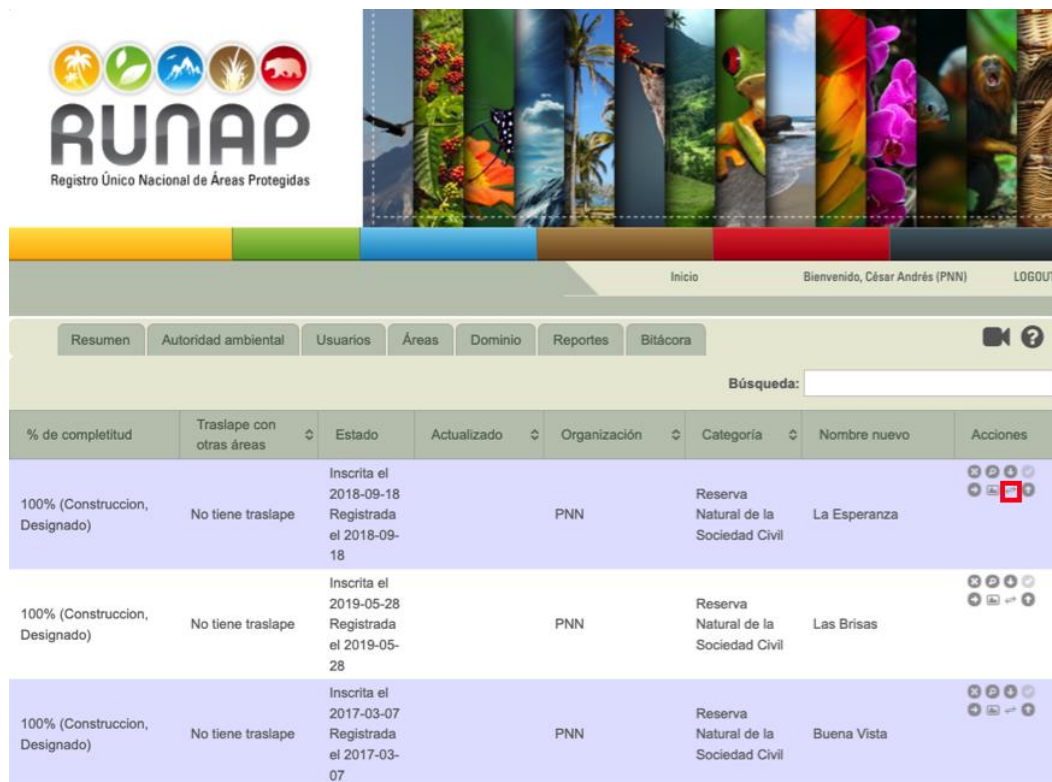 RUNAP
Registro Único Nacional de Áreas Protegidas
Inicio
Bienvenido, César Andrés (PNN)
LOGOUT
Resumen
Autoridad ambiental
Usuarios
Áreas
Dominio
Reportes
Bitácora
Búsqueda:
% de completitud
Traslape con
otras áreas
Estado
Actualizado
Organización
Categoría
Nombre nuevo
Acciones
100% (Construccion,
Designado)
No tiene traslape
Inscrita el
2018-09-18
Registrada
el 2018-09-
18
PNN
Reserva
Natural de la
Sociedad Civil
La Esperanza
100% (Construccion,
Designado)
No tiene traslape
Inscrita el
2019-05-28
Registrada
el 2019-05-
28
PNN
Reserva
Natural de la
Sociedad Civil
Las Brisas
100% (Construccion,
Designado)
No tiene traslape
Inscrita el
2017-03-07
Registrada
el 2017-03-
07
PNN
Reserva
Natural de la
Sociedad Civil
Buena Vista